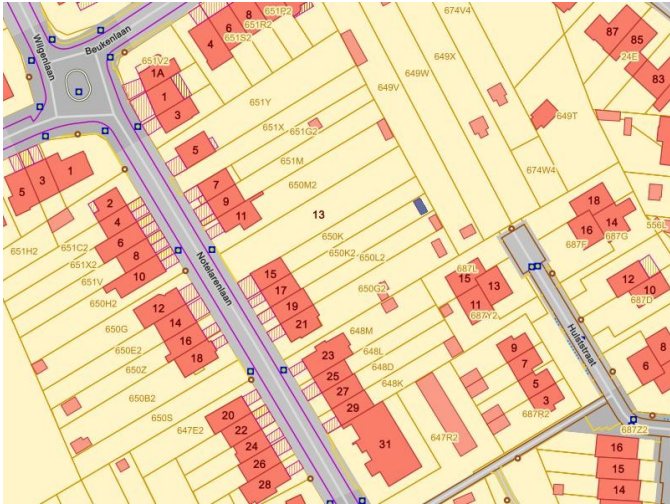 8
651P2
6
651R2
4
651S2
Wilgenlaan
Beukenlaan
674V4
87
85
24E
83
651V2
1A
1
3
649X
649W
649V
651Y
651X
651G2
649T
5
3
1
5
651M
650M2
674W4
7
9
11
13
2
4
6
8
10
650K
650K2
650L2
18
16
14
687F
687G
556L
651H2
651C2
651X2
651V
650H2
650G
Notelarenlaan
15
17
19
21
650G2
687L
15
13
11
687AY2
12
10
687D
12
14
16
18
650E2
650Z
650B2
650S
648M
648L
648D
648K
23
25
27
29
31
Hulststraat
9
7
5
3
687R2
8
6
647E2
20
22
24
26
28
647R2
687Z2
16
15
14